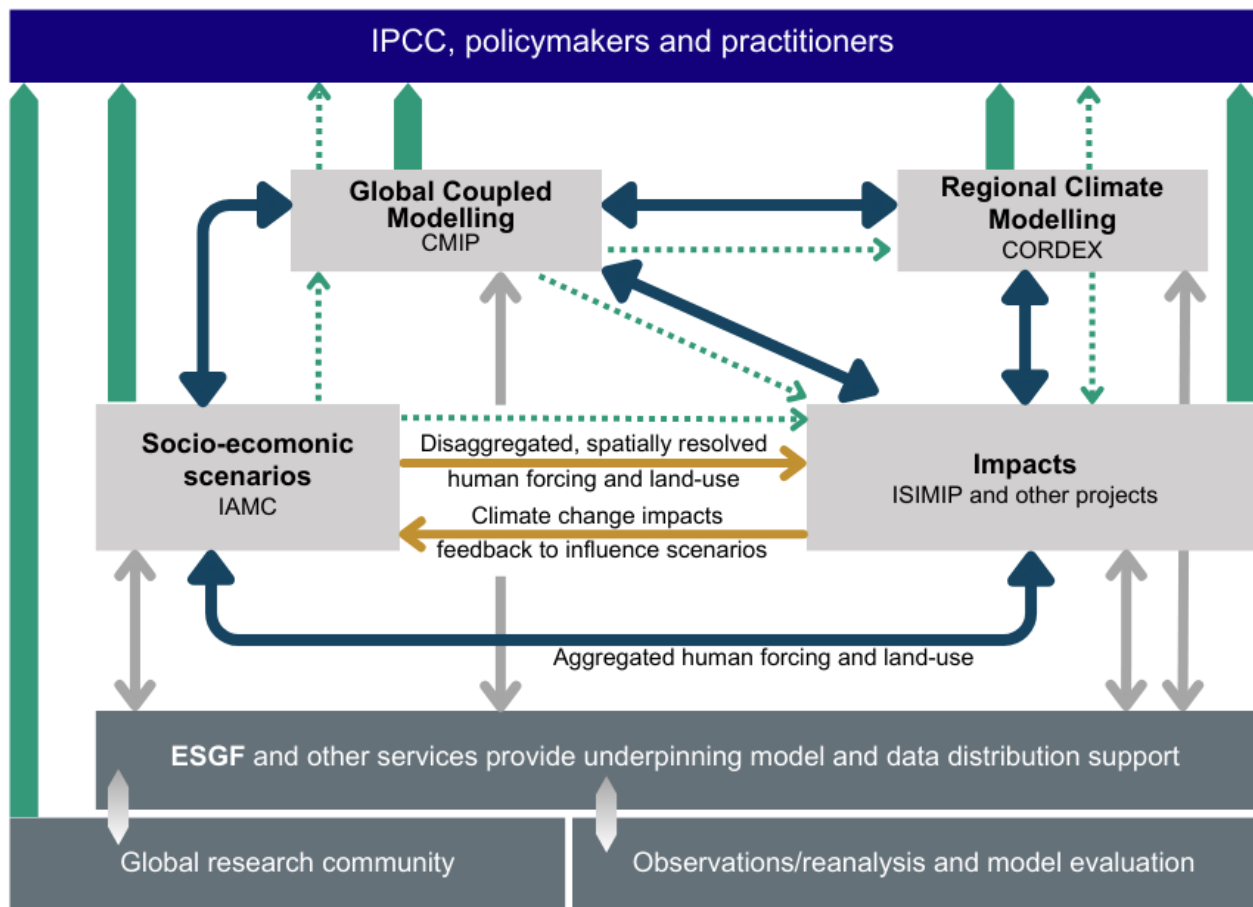 IPCC, policymakers and practitioners
Global Coupled
Modelling
CMIP
Regional Climate
Modelling
CORDEX
Socio-ecomonic
scenarios
IAMC
Disaggregated, spatially resolved
human forcing and land-use
Climate change impacts
feedback to influence scenarios
Impacts
ISIMIP and other projects
Aggregated human forcing and land-use
ESGF and other services provide underpinning model and data distribution support
Global research community
Observations/reanalysis and model evaluation